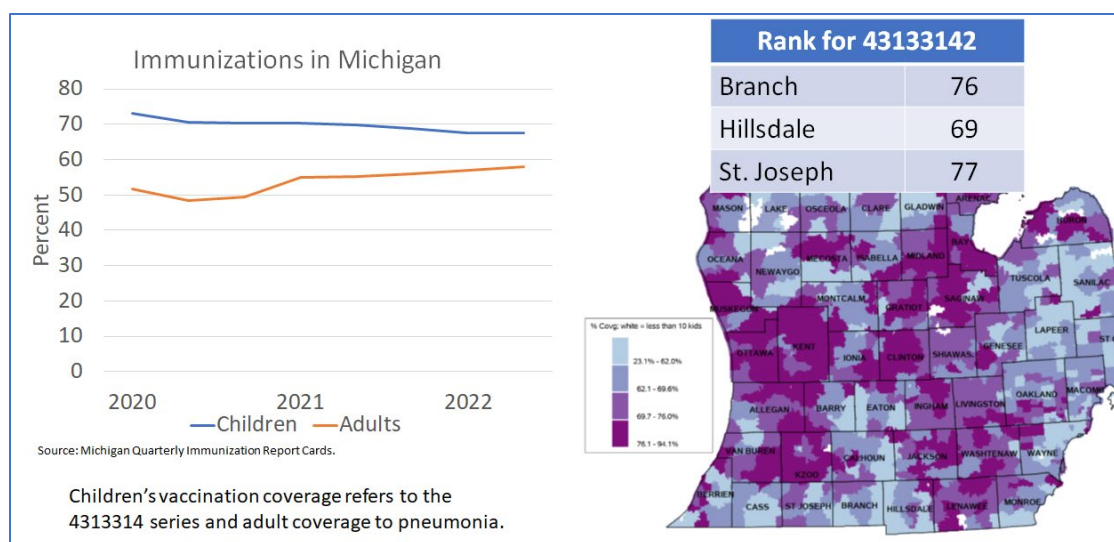 Immunizations in Michigan
80
70
60
50
40
30
20
10
0
Percent
2020
2021
2022
Children
Adults
Source: Michigan Quarterly Immunization Report Cards.
Children's vaccination coverage refers to the
4313314 series and adult coverage to pneumonia.
Rank for 43133142
Branch 76
Hillsdale 69
St. Joseph 77
% Covg; white = less than 10 kids
23.1% - 62.0%
62.1 - 69.6%
69.7 - 76.0%
76.1 - 94.1%
MASON LAKE OSCEOLA CLARE GLADWIN ARENAC
HURON
OCEANA NEWAYGO MECOSTA ISABELLA MIDLAND BAY
TUSCOLA SANILAC
MUSKEGON MONTCALM GRATIOT SAGINAW
LAPEER
OTTAWA KENT IONIA CLINTON SHIAWAS. GENESEE
ALLEGAN BARRY EATON INGHAM LIVINGSTON OAKLAND MACOMB
VAN BUREN KZOO CALHOUN JACKSON WASHTENAW WAYNE
BERRIEN CASS ST JOSEPH BRANCH HILLSDALE LENAWEE MONROE